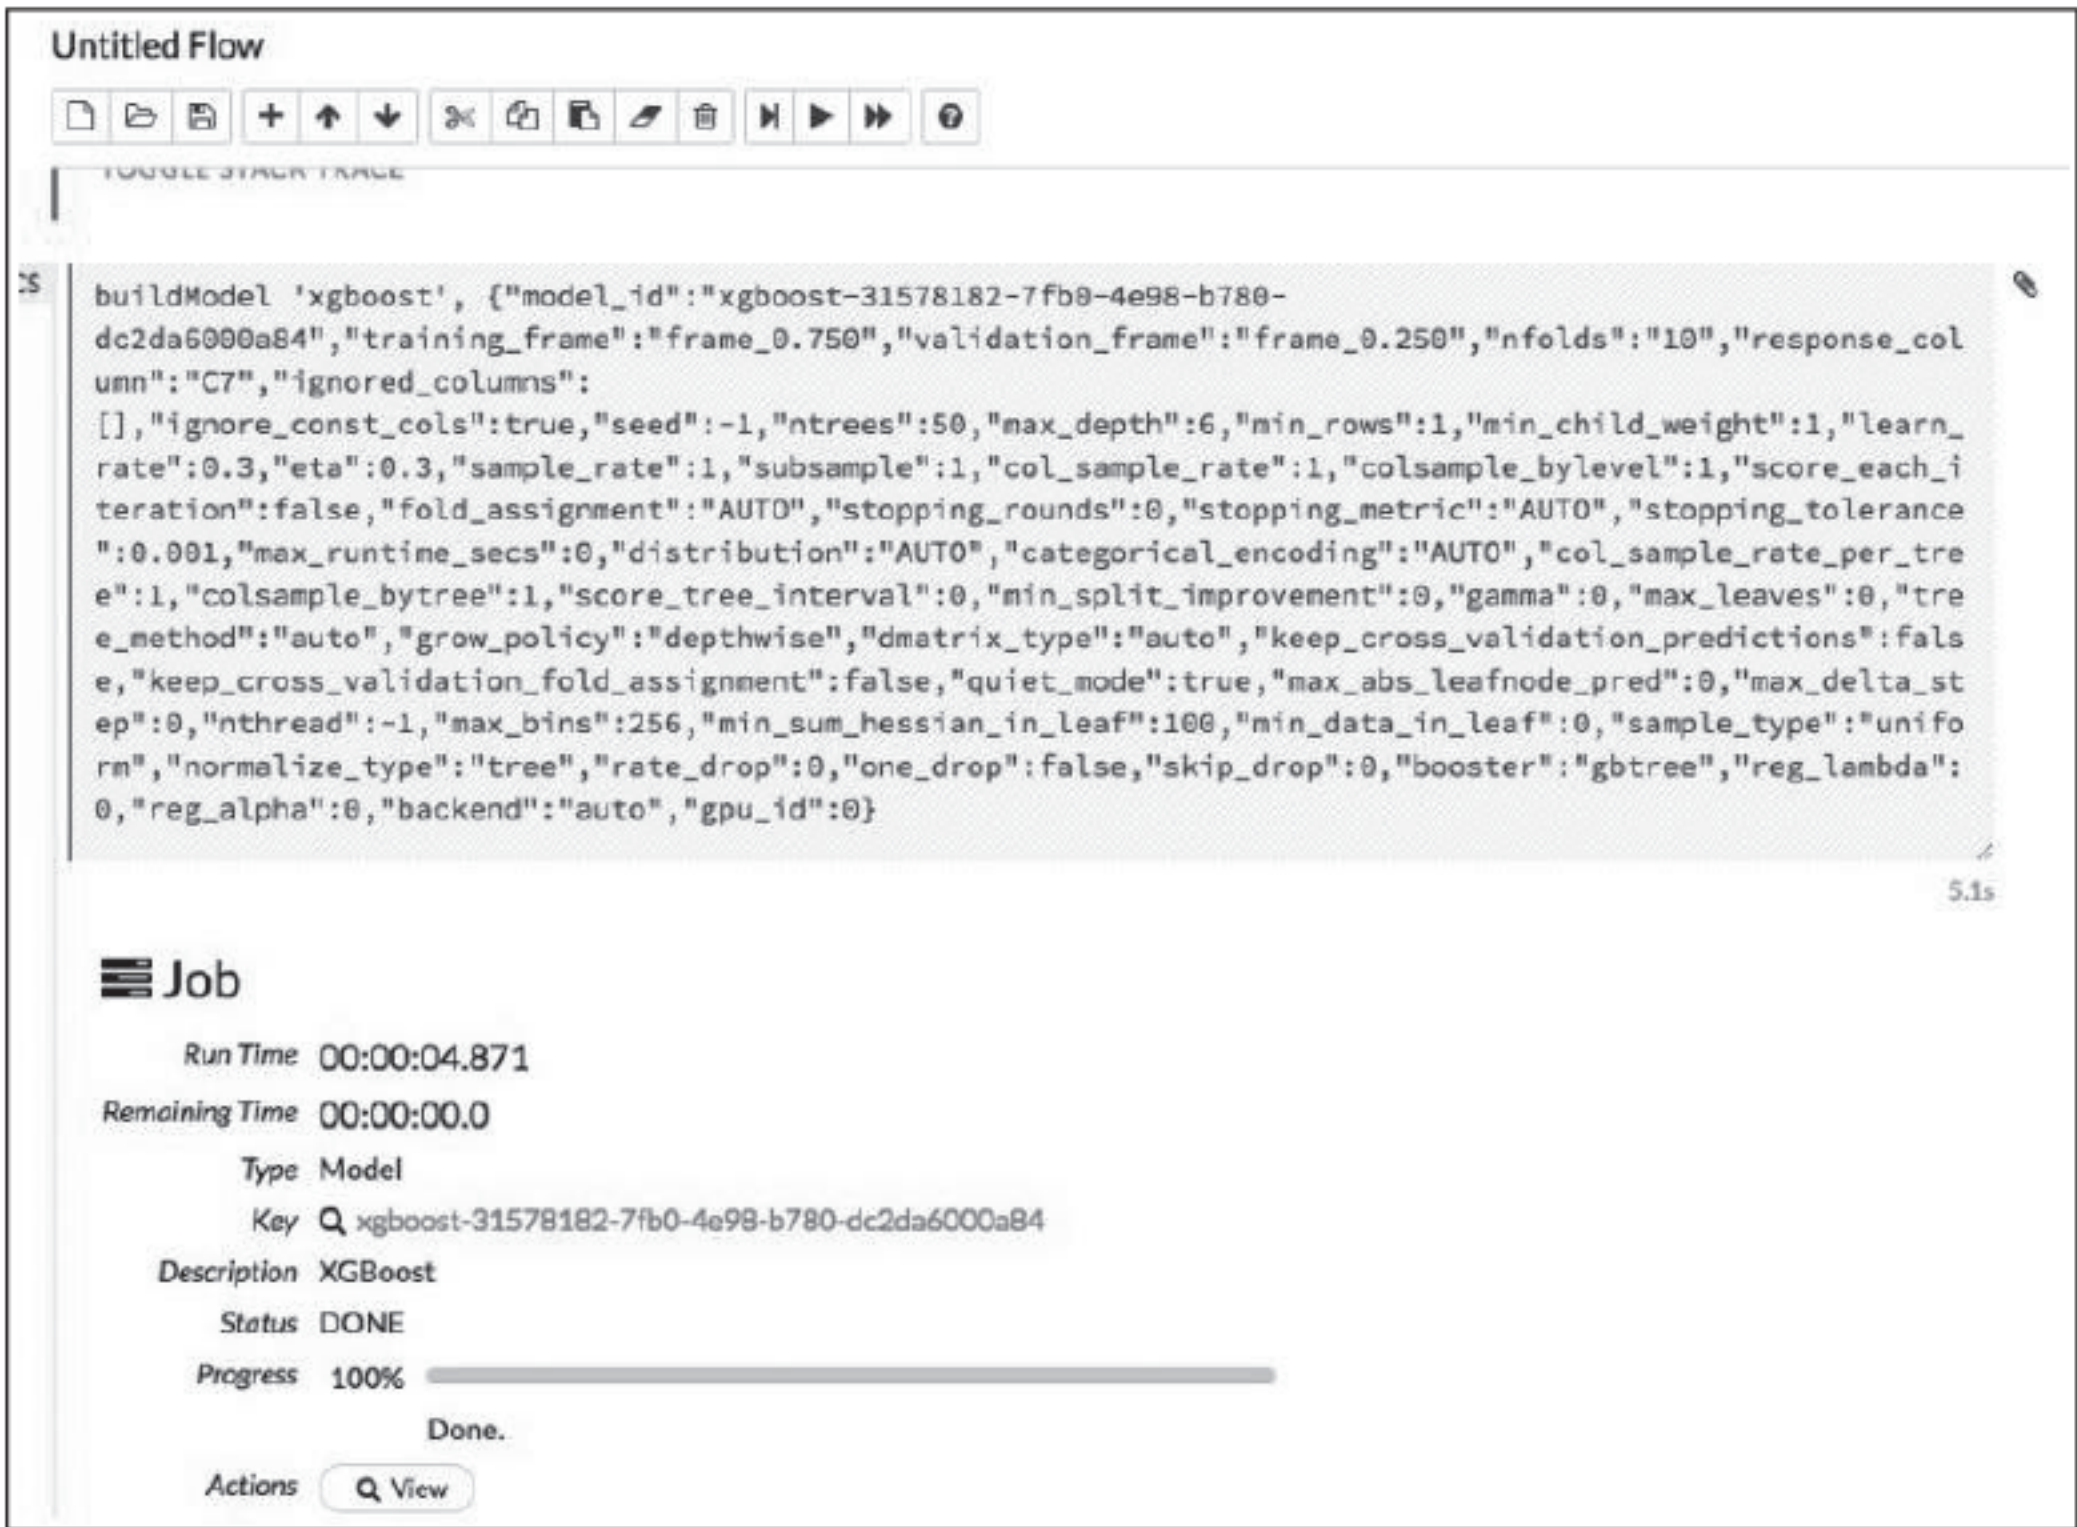 Untitled Flow
TOGGLE STACK TRACE
CS
buildModel 'xgboost', {"model_id":"xgboost-31578182-7fb0-4e98-b780-
dc2da6000a84","training_frame":"frame_0.750","validation_frame":"frame_0.250","nfolds":"10","response_col
umn":"C7","ignored_columns":
[],"ignore_const_cols":true,"seed":-1,"ntrees":50,"max_depth":6,"min_rows":1,"min_child_weight":1,"learn_
rate":0.3,"eta":0.3,"sample_rate":1,"subsample":1,"col_sample_rate":1,"colsample_bylevel":1,"score_each_i
teration":false,"fold_assignment":"AUTO","stopping_rounds":0,"stopping_metric":"AUTO","stopping_tolerance
":0.001,"max_runtime_secs":0,"distribution":"AUTO","categorical_encoding":"AUTO","col_sample_rate_per_tre
e":1,"colsample_bytree":1,"score_tree_interval":0,"min_split_improvement":0,"gamma":0,"max_leaves":0,"tre
e_method":"auto","grow_policy":"depthwise","dmatrix_type":"auto","keep_cross_validation_predictions":fals
e,"keep_cross_validation_fold_assignment":false,"quiet_mode":true,"max_abs_leafnode_pred":0,"max_delta_st
ep":0,"nthread":-1,"max_bins":256,"min_sum_hessian_in_leaf":100,"min_data_in_leaf":0,"sample_type":"unifo
rm","normalize_type":"tree","rate_drop":0,"one_drop":false,"skip_drop":0,"booster":"gbtree","reg_lambda":
0,"reg_alpha":0,"backend":"auto","gpu_id":0}
5.1s
Job
Run Time 00:00:04.871
Remaining Time 00:00:00.0
Type Model
Key xgboost-31578182-7fb0-4e98-b780-dc2da6000a84
Description XGBoost
Status DONE
Progress 100%
Done.
Actions View